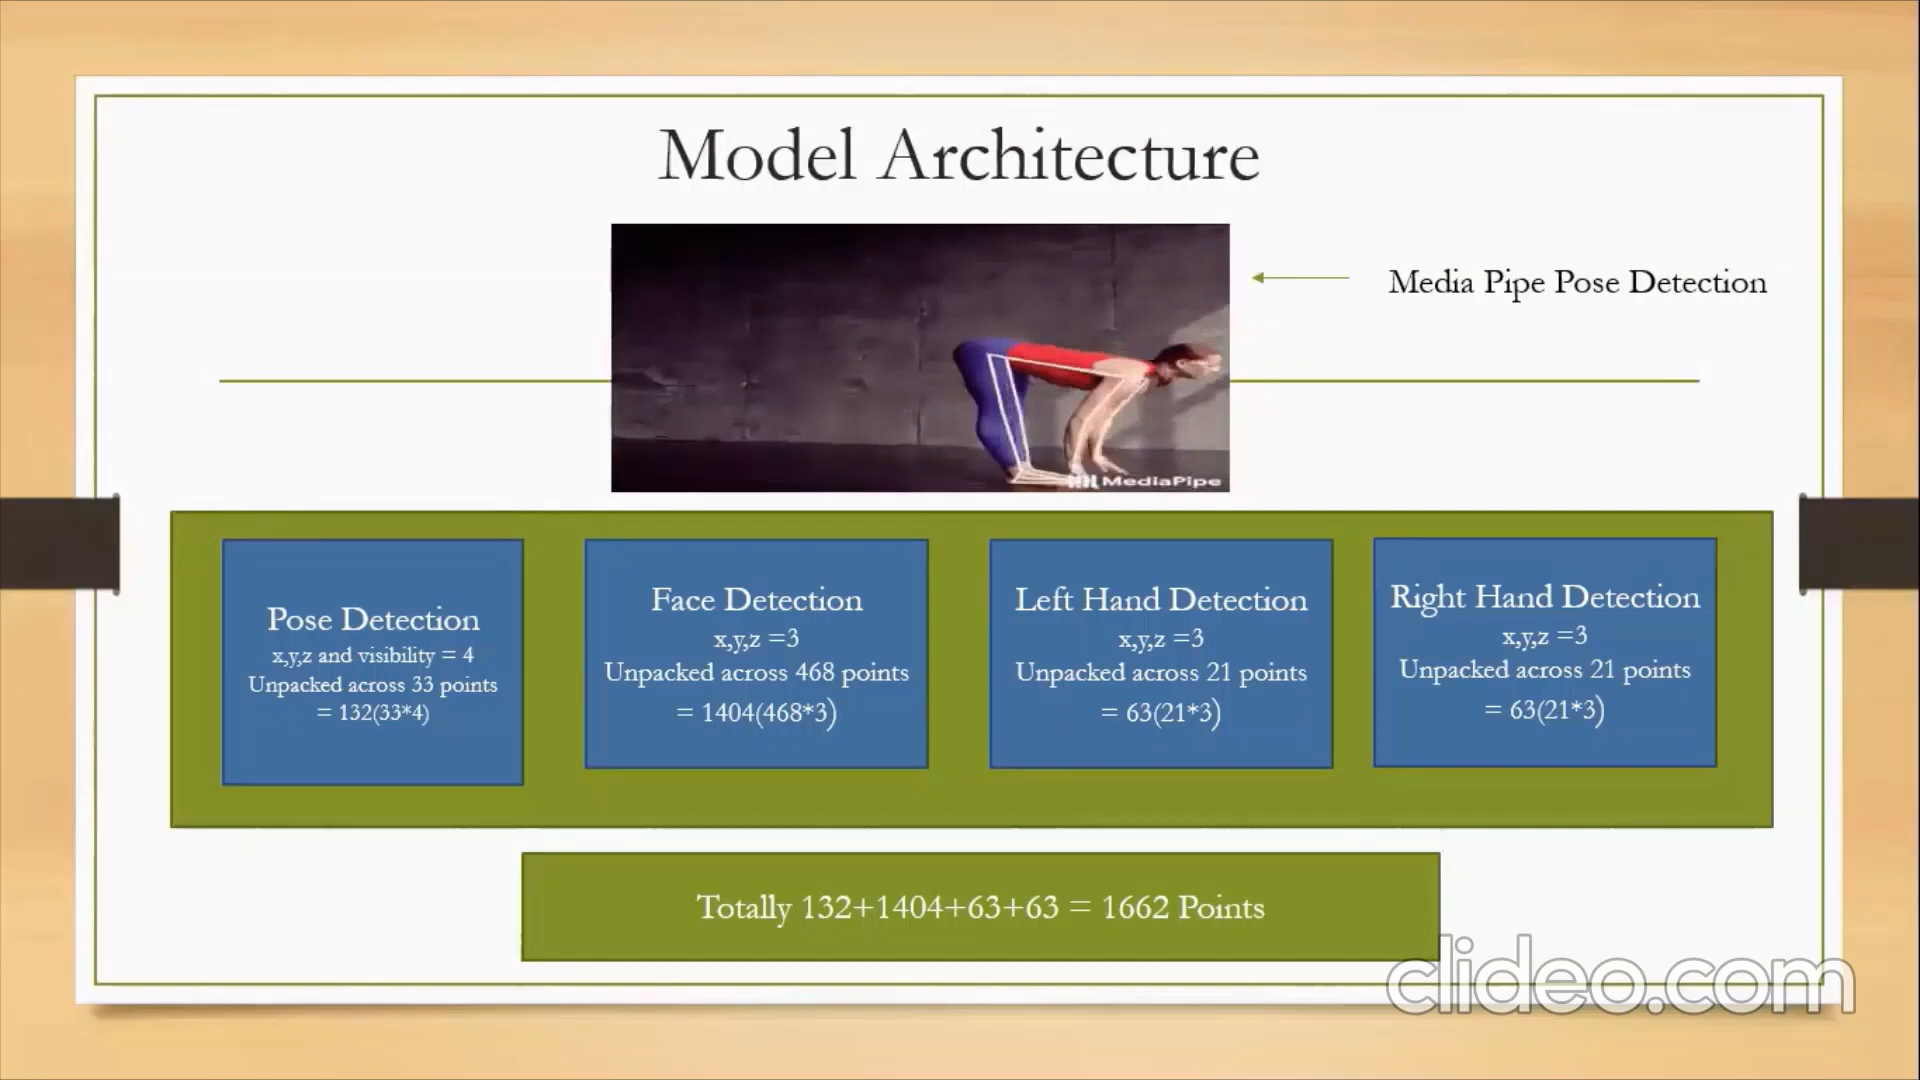 Model Architecture
Media Pipe Pose Detection
MediaPipe
Pose Detection
x,y,z and visibility = 4
Unpacked across 33 points
= 132(33*4)
Face Detection
x,y,z =3
Unpacked across 468 points
= 1404(468*3)
Left Hand Detection
x,y,z =3
Unpacked across 21 points
= 63(21*3)
Right Hand Detection
x,y,z =3
Unpacked across 21 points
= 63(21*3)
Totally 132+1404+63+63 = 1662 Points
clideo.com